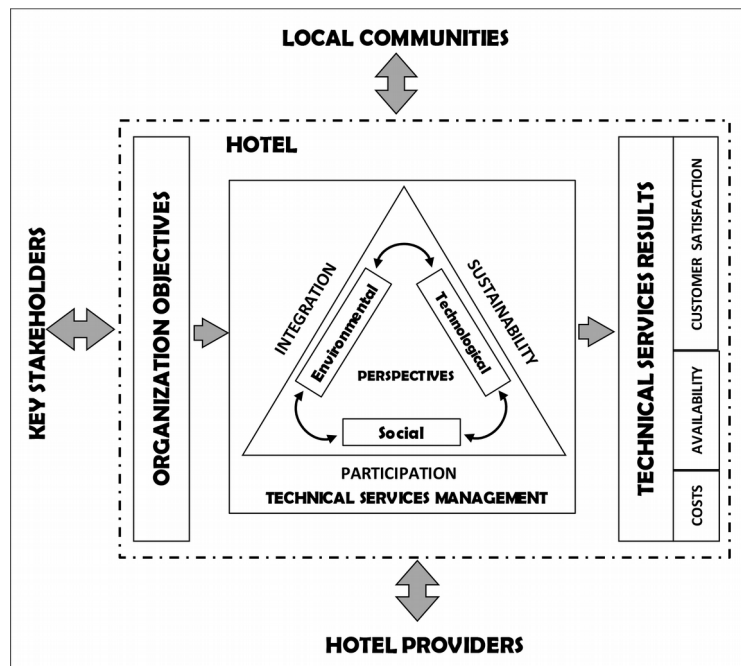 LOCAL COMMUNITIES
HOTEL
KEY STAKEHOLDERS
ORGANIZATION OBJECTIVES
INTEGRATION
SUSTAINABILITY
Environmental
Technological
PERSPECTIVES
Social
PARTICIPATION
TECHNICAL SERVICES MANAGEMENT
TECHNICAL SERVICES RESULTS
CUSTOMER SATISFACTION
AVAILABILITY
COSTS
HOTEL PROVIDERS